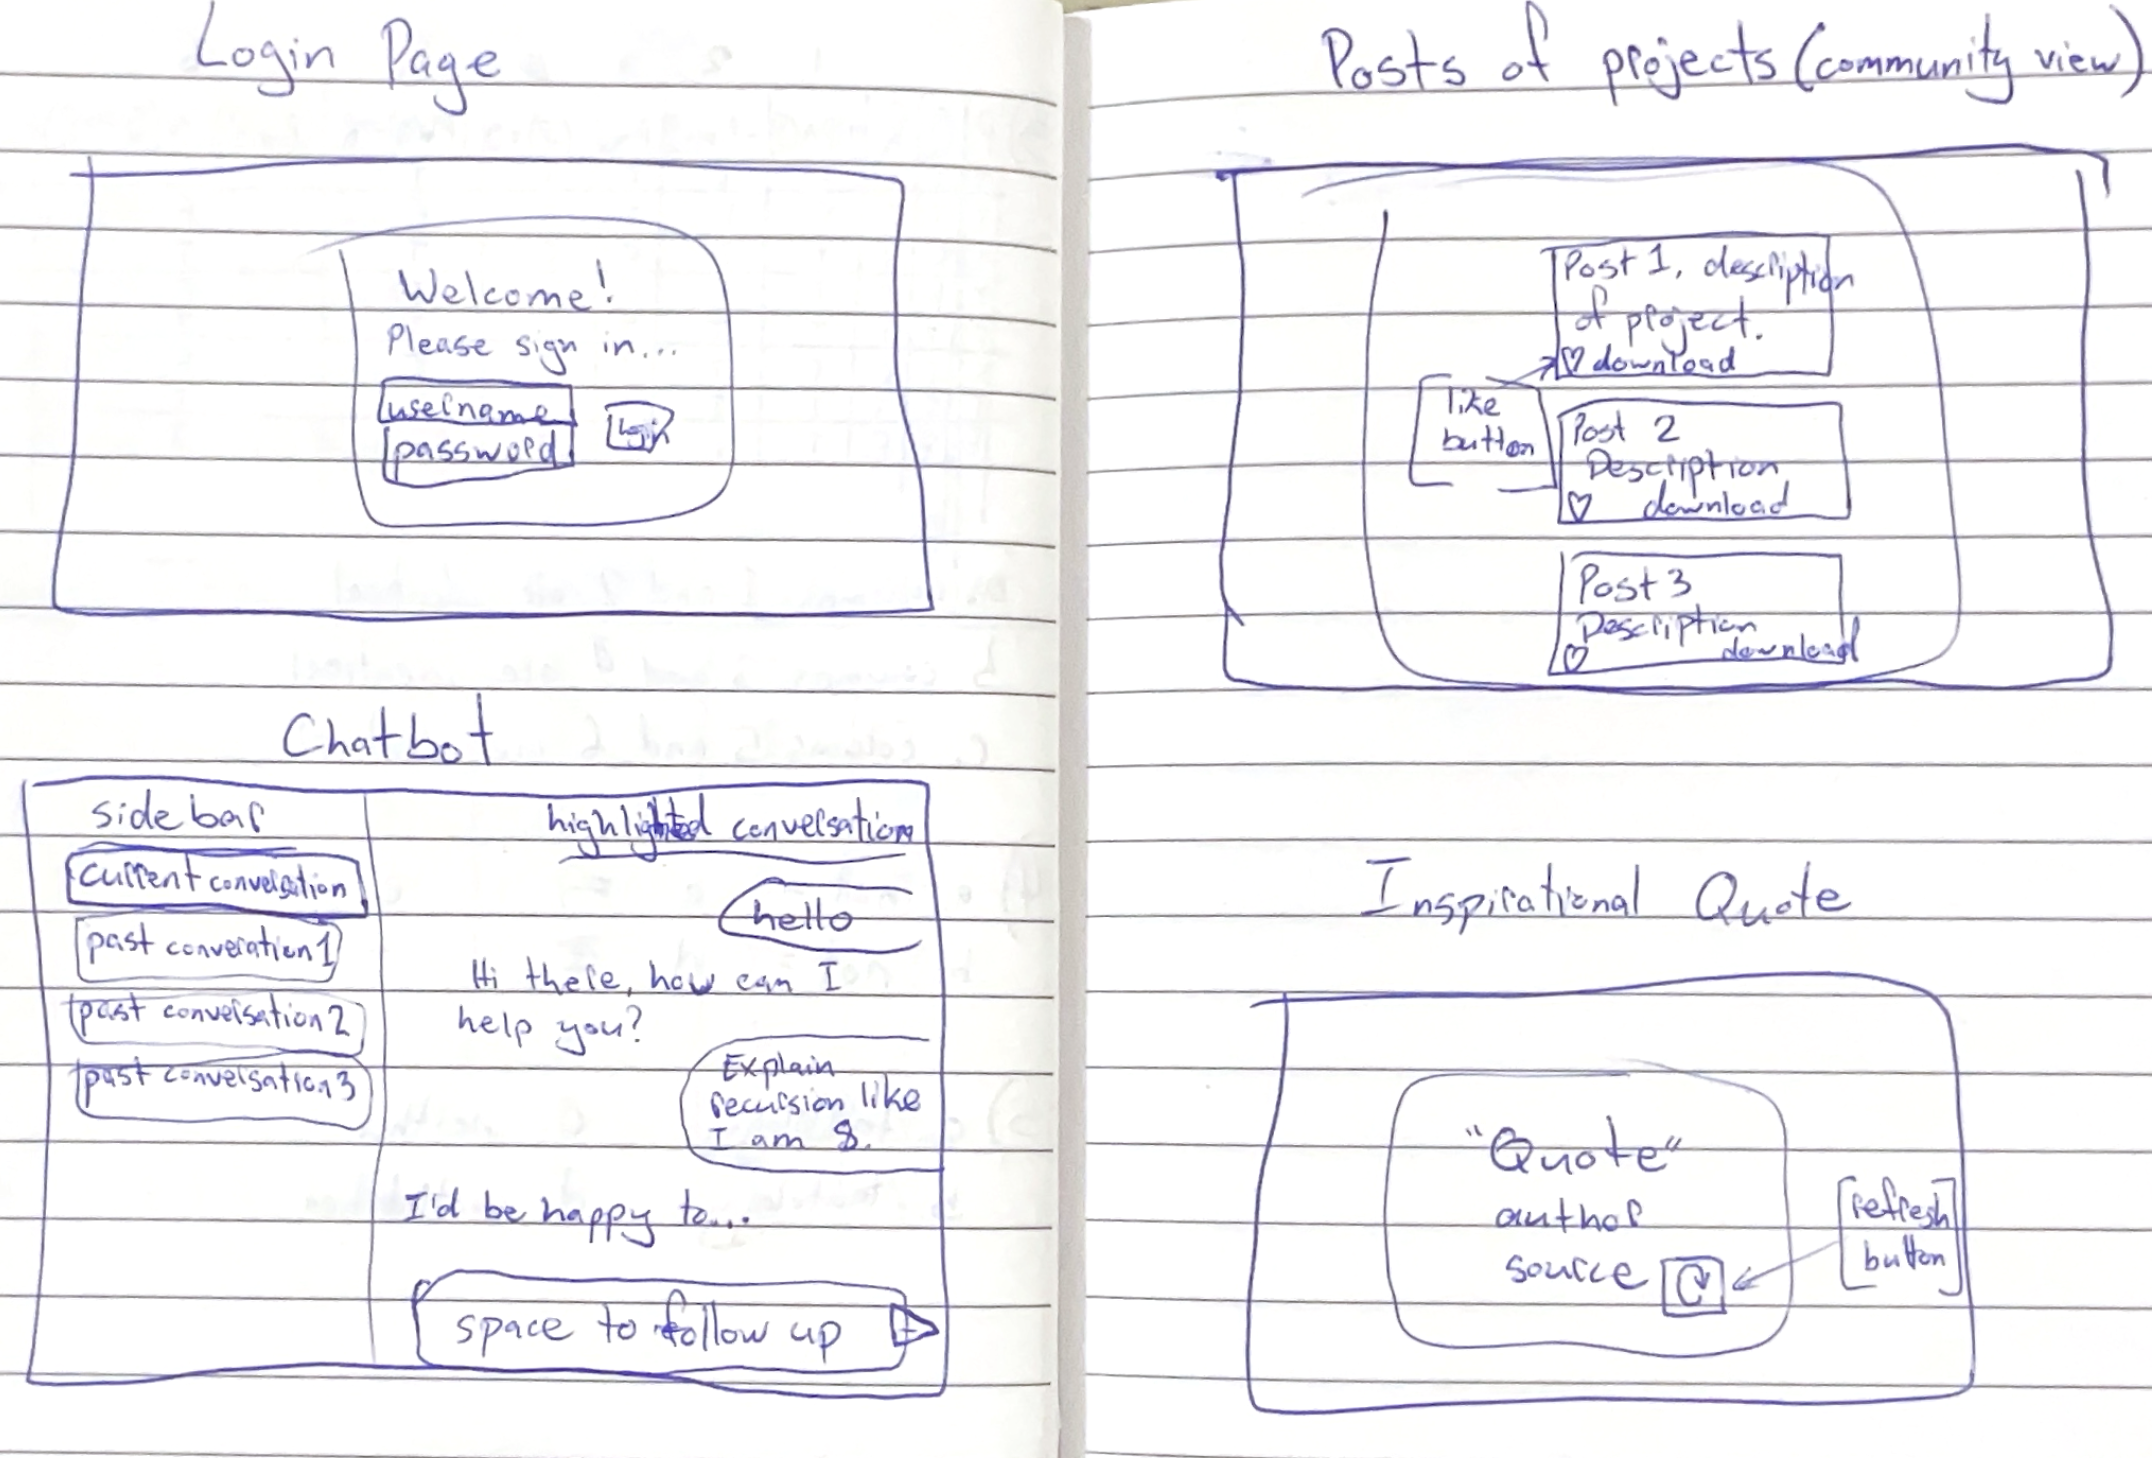 Login Page
Welcome!
Please sign in...
username
password
Login
Chatbot
sidebar
current conversation
past converation 1
past conversation 2
past conversation 3
highlighted conversation
hello
Hi there, how can I
help you?
Explain
recursion like
I am 8.
I'd be happy to...
space to follow up
Posts of projects (community view)
Post 1, description
of project.
♡ download
like
button
Post 2
Description
♡ download
Post 3
Description
♡ download
Inspirational Quote
"Quote"
author
source
refresh
button